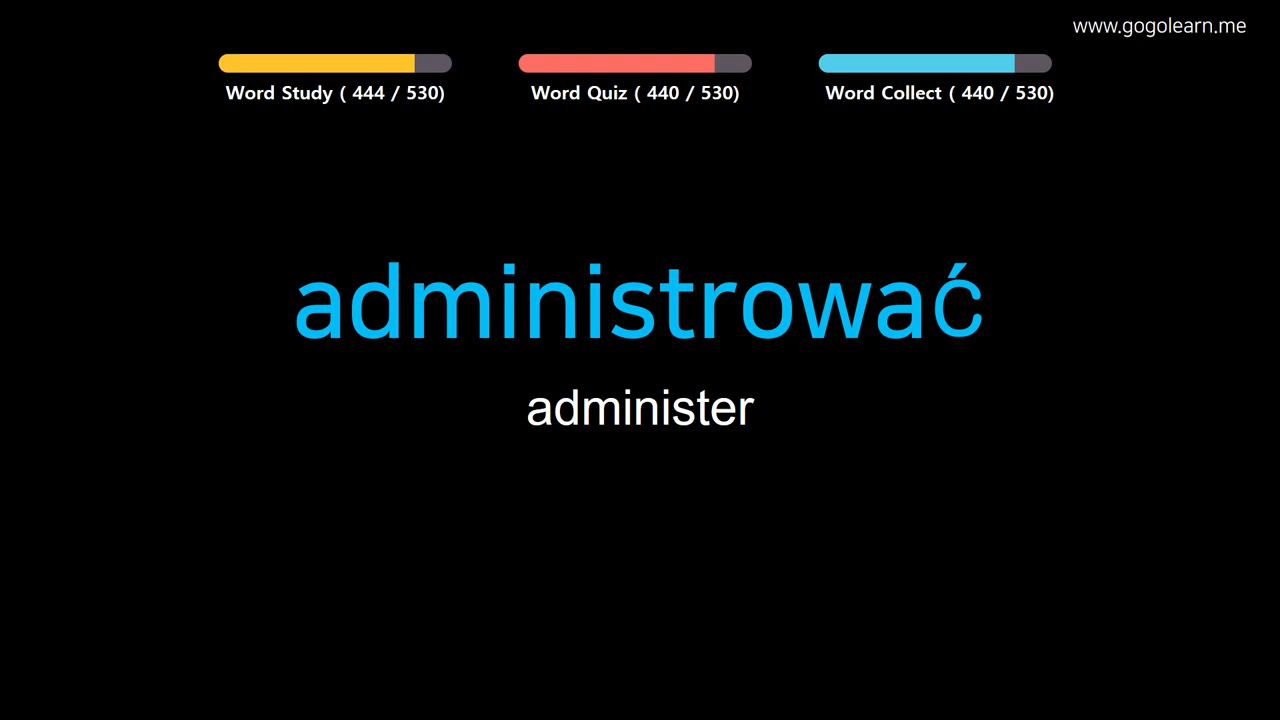 www.gogolearn.me
Word Study ( 444 / 530)
Word Quiz ( 440 / 530)
Word Collect ( 440 / 530)
administrować
administer